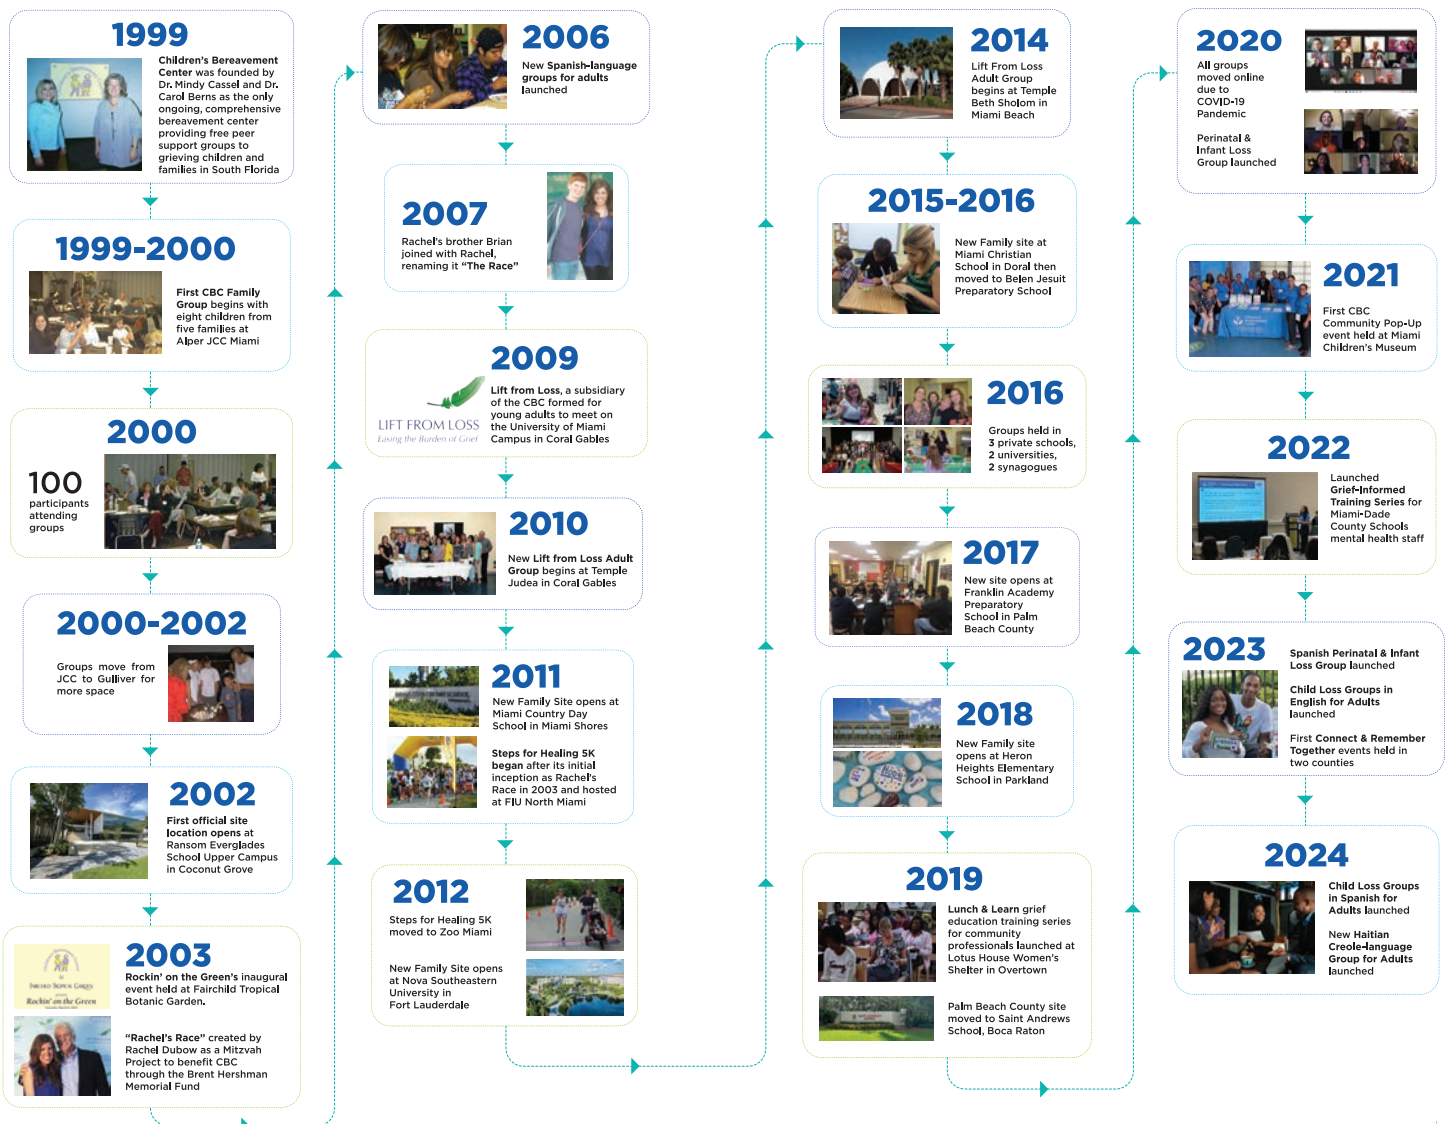 1999
Children's Bereavement
Center was founded by
Dr. Mindy Cassel and Dr.
Carol Berns as the only
ongoing, comprehensive
bereavement center
providing free peer
support groups to
grieving children and
families in South Florida
1999-2000
First CBC Family
Group begins with
eight children from
five families at
Alper JCC Miami
2000
100
participants
attending
groups
2000-2002
Groups move from
JCC to Gulliver for
more space
2002
First official site
location opens at
Ransom Everglades
School Upper Campus
in Coconut Grove
2003
Fairchild Tropical Garden
Rockin' on the Green
Rockin' on the Green's inaugural
event held at Fairchild Tropical
Botanic Garden.
"Rachel's Race" created by
Rachel Dubow as a Mitzvah
Project to benefit CBC
through the Brent Hershman
Memorial Fund
2006
New Spanish-language
groups for adults
launched
2007
Rachel's brother Brian
joined with Rachel,
renaming it "The Race"
2009
LIFT FROM LOSS
Easing the Burden of Grief
Lift from Loss, a subsidiary
of the CBC formed for
young adults to meet on
the University of Miami
Campus in Coral Gables
2010
New Lift from Loss Adult
Group begins at Temple
Judea in Coral Gables
2011
New Family Site opens at
Miami Country Day
School in Miami Shores
Steps for Healing 5K
began after its initial
inception as Rachel's
Race in 2003 and hosted
at FIU North Miami
2012
Steps for Healing 5K
moved to Zoo Miami
New Family Site opens
at Nova Southeastern
University in
Fort Lauderdale
2014
Lift From Loss
Adult Group
begins at Temple
Beth Sholom in
Miami Beach
2015-2016
New Family site at
Miami Christian
School in Doral then
moved to Belen Jesuit
Preparatory School
2016
Groups held in
3 private schools,
2 universities,
2 synagogues
2017
New site opens at
Franklin Academy
Preparatory
School in Palm
Beach County
2018
New Family site
opens at Heron
Heights Elementary
School in Parkland
2019
Lunch & Learn grief
education training series
for community
professionals launched at
Lotus House Women's
Shelter in Overtown
Palm Beach County site
moved to Saint Andrews
School, Boca Raton
2020
All groups
moved online
due to
COVID-19
Pandemic
Perinatal &
Infant Loss
Group launched
2021
First CBC
Community Pop-Up
event held at Miami
Children's Museum
2022
Launched
Grief-Informed
Training Series for
Miami-Dade
County Schools
mental health staff
2023
Spanish Perinatal & Infant
Loss Group launched
Child Loss Groups in
English for Adults
launched
First Connect & Remember
Together events held in
two counties
2024
Child Loss Groups
in Spanish for
Adults launched
New Haitian
Creole-language
Group for Adults
launched